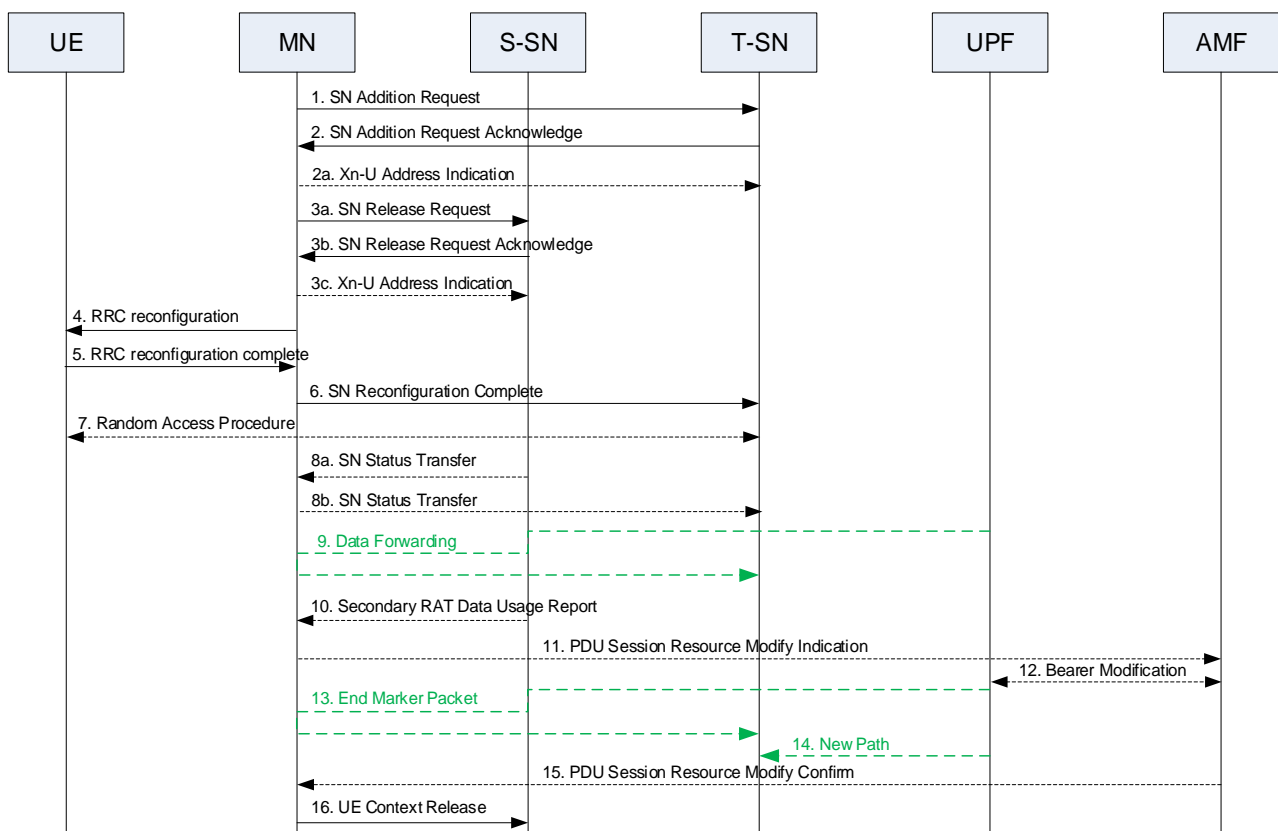 UE
MN
S-SN
T-SN
UPF
AMF
1. SN Addition Request
2. SN Addition Request Acknowledge
2a. Xn-U Address Indication
3a. SN Release Request
3b. SN Release Request Acknowledge
3c. Xn-U Address Indication
4. RRC reconfiguration
5. RRC reconfiguration complete
6. SN Reconfiguration Complete
7. Random Access Procedure
8a. SN Status Transfer
8b. SN Status Transfer
9. Data Forwarding
10. Secondary RAT Data Usage Report
11. PDU Session Resource Modify Indication
12. Bearer Modification
13. End Marker Packet
14. New Path
15. PDU Session Resource Modify Confirm
16. UE Context Release